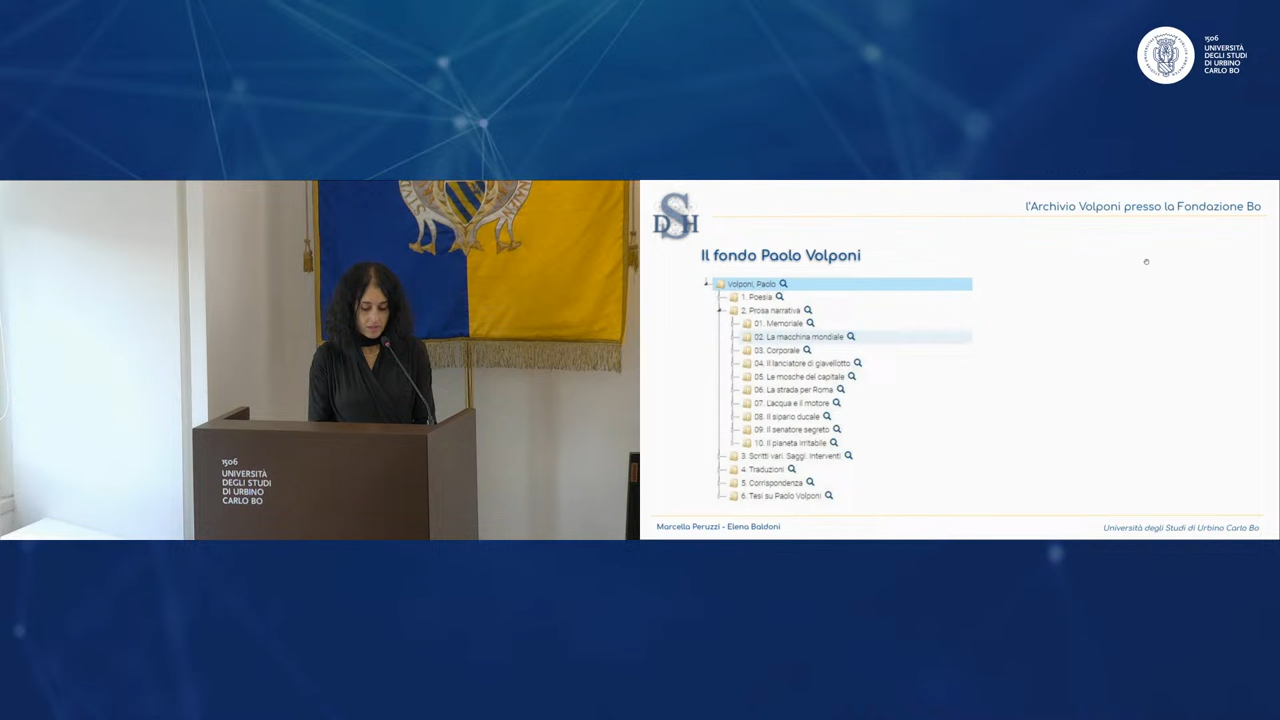 1506
UNIVERSITÀ
DEGLI STUDI
DI URBINO
CARLO BO
1506
UNIVERSITÀ
DEGLI STUDI
DI URBINO
CARLO BO
DSH
l'Archivio Volponi presso la Fondazione Bo
Il fondo Paolo Volponi
Volponi, Paolo
1. Poesia
2. Prosa narrativa
01. Memoriale
02. La macchina mondiale
03. Corporale
04. Il lanciatore di giavellotto
05. Le mosche del capitale
06. La strada per Roma
07. L'acqua e il motore
08. Il sipario ducale
09. Il senatore segreto
10. Il pianeta irritabile
3. Scritti vari. Saggi. Interventi
4. Traduzioni
5. Corrispondenza
6. Tesi su Paolo Volponi
Marcella Peruzzi - Elena Baldoni
Università degli Studi di Urbino Carlo Bo